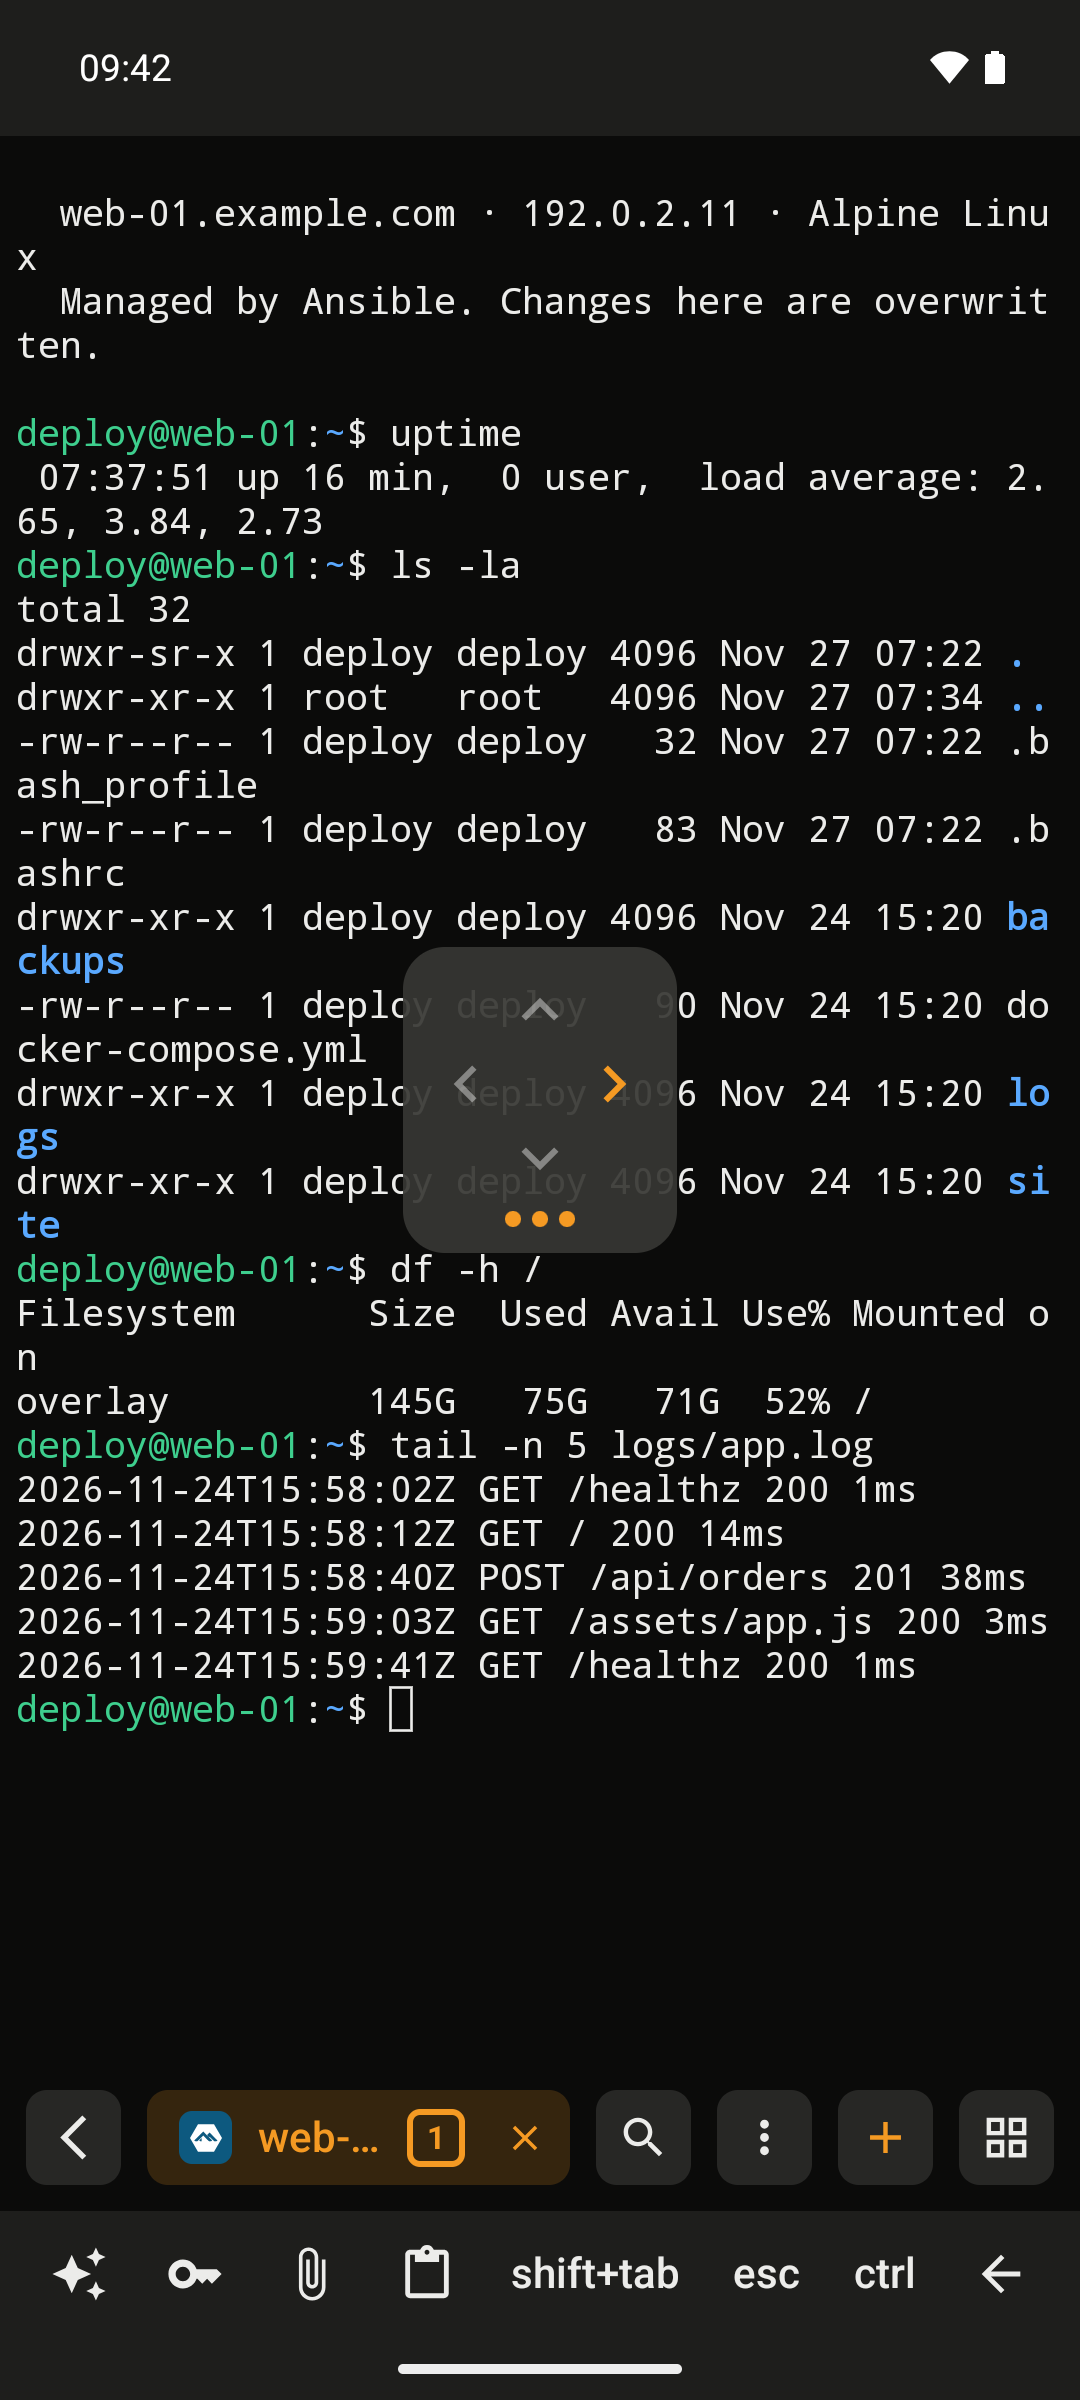 09:42
web-01.example.com · 192.0.2.11 · Alpine Linu
x
Managed by Ansible. Changes here are overwrit
ten.
deploy@web-01:~$ uptime
07:37:51 up 16 min,  0 user,  load average: 2.
65, 3.84, 2.73
deploy@web-01:~$ ls -la
total 32
drwxr-sr-x 1 deploy deploy 4096 Nov 27 07:22 .
drwxr-xr-x 1 root   root   4096 Nov 27 07:34 ..
-rw-r--r-- 1 deploy deploy   32 Nov 27 07:22 .b
ash_profile
-rw-r--r-- 1 deploy deploy   83 Nov 27 07:22 .b
ashrc
drwxr-xr-x 1 deploy deploy 4096 Nov 24 15:20 ba
ckups
-rw-r--r-- 1 deploy deploy   90 Nov 24 15:20 do
cker-compose.yml
drwxr-xr-x 1 deploy deploy 4096 Nov 24 15:20 lo
gs
drwxr-xr-x 1 deploy deploy 4096 Nov 24 15:20 si
te
deploy@web-01:~$ df -h /
Filesystem      Size  Used Avail Use% Mounted o
n
overlay         145G   75G   71G  52% /
deploy@web-01:~$ tail -n 5 logs/app.log
2026-11-24T15:58:02Z GET /healthz 200 1ms
2026-11-24T15:58:12Z GET / 200 14ms
2026-11-24T15:58:40Z POST /api/orders 201 38ms
2026-11-24T15:59:03Z GET /assets/app.js 200 3ms
2026-11-24T15:59:41Z GET /healthz 200 1ms
deploy@web-01:~$
web-... 1
shift+tab esc ctrl